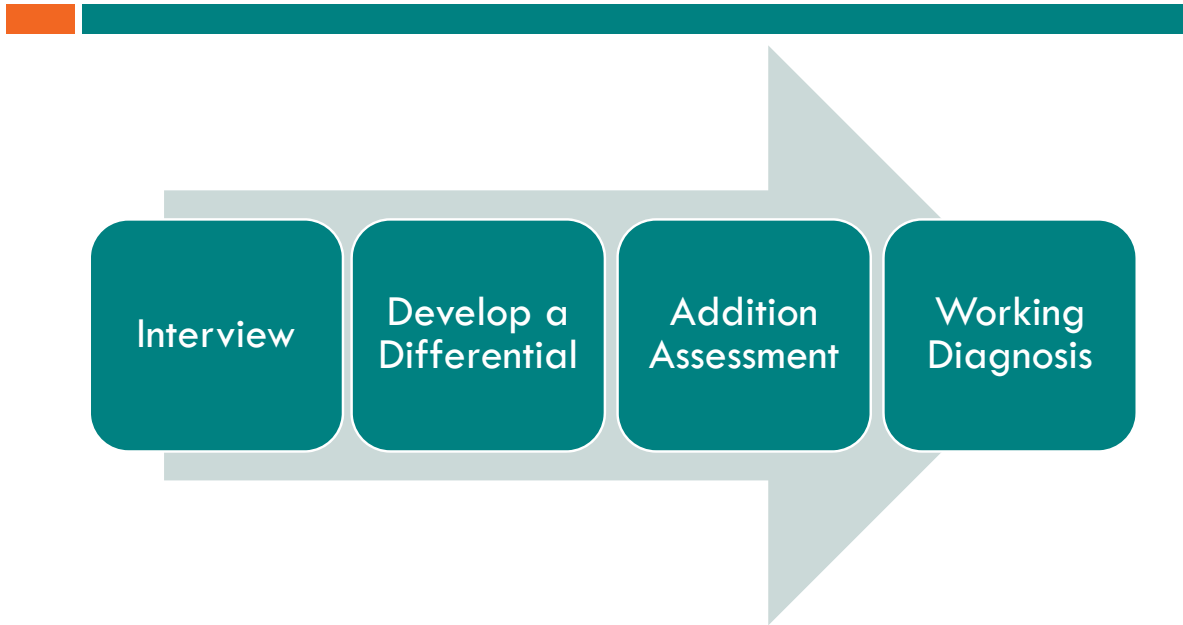 Interview
Develop a
Differential
Addition
Assessment
Working
Diagnosis